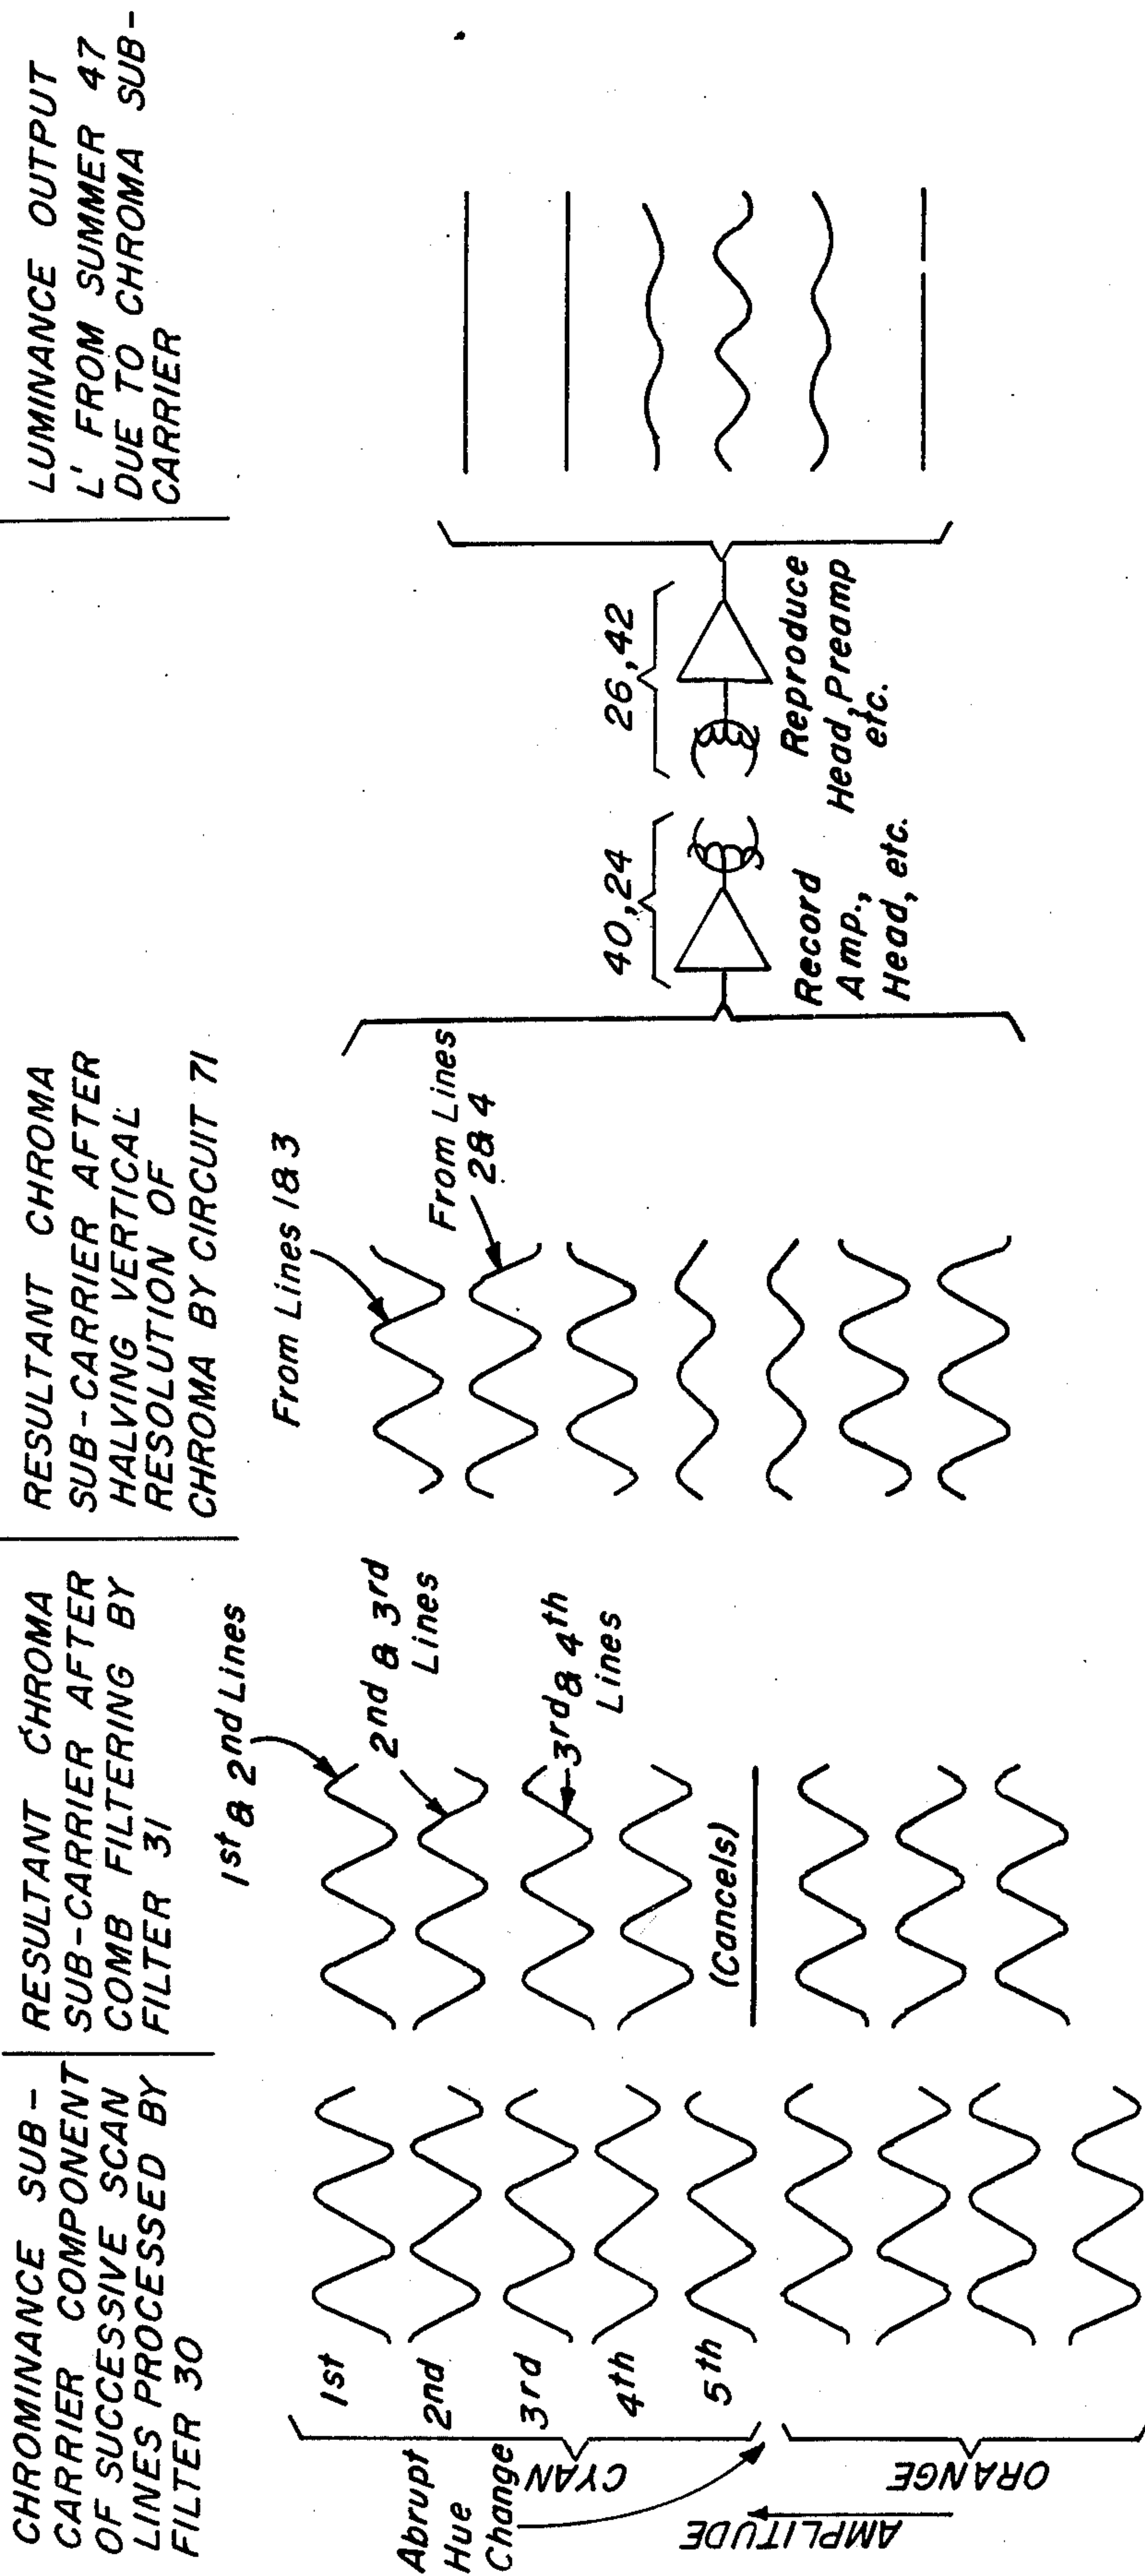 CHROMINANCE SUB-
CARRIER COMPONENT
OF SUCCESSIVE SCAN
LINES PROCESSED BY
FILTER 30
RESULTANT CHROMA
SUB-CARRIER AFTER
COMB FILTERING BY
FILTER 31
RESULTANT CHROMA
SUB-CARRIER AFTER
HALVING VERTICAL
RESOLUTION OF
CHROMA BY CIRCUIT 71
LUMINANCE OUTPUT
L' FROM SUMMER 47
DUE TO CHROMA SUB-
CARRIER
Abrupt
Hue
Change
AMPLITUDE
CYAN
ORANGE
1st
2nd
3rd
4th
5th
1st & 2nd Lines
2nd & 3rd
Lines
3rd & 4th
Lines
(Cancels)
From Lines 1&3
From Lines
2&4
40,24
Record
Amp.,
Head, etc.
26,42
Reproduce
Head, Preamp
etc.